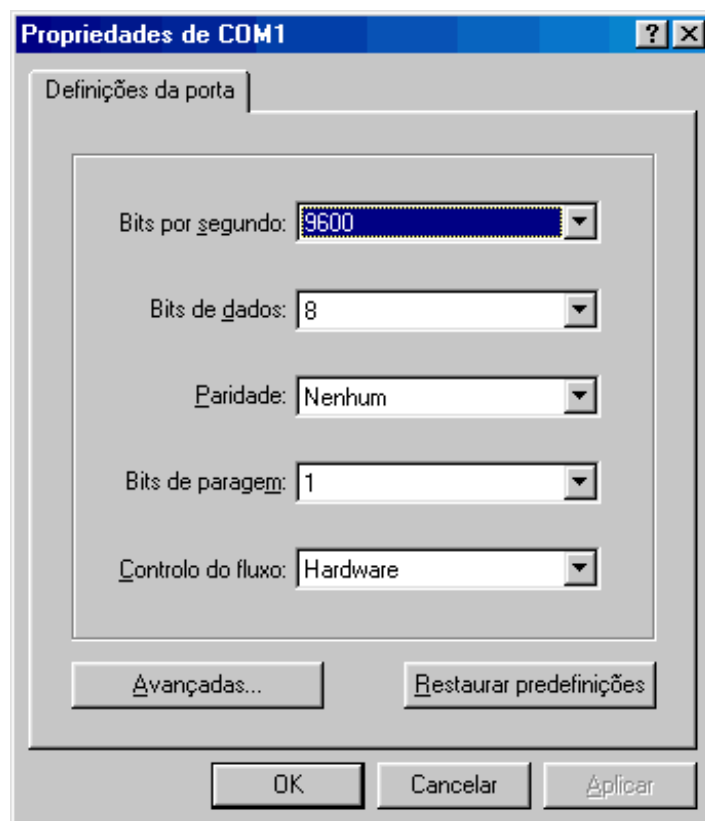 Propriedades de COM1
Definições da porta
Bits por segundo: 9600
Bits de dados: 8
Paridade: Nenhum
Bits de paragem: 1
Controlo do fluxo: Hardware
Avançadas... Restaurar predefinições
OK Cancelar Aplicar